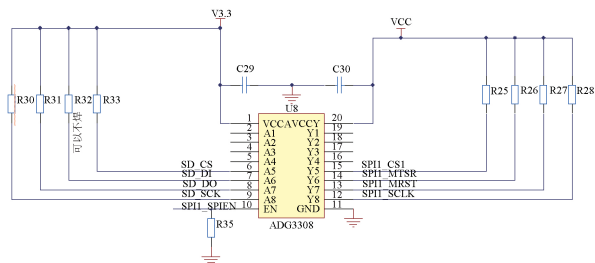 V3.3
VCC
C29
C30
R30
R31
R32
R33
R25
R26
R27
R28
可以不焊
U8
1 VCCA VCCY 20
2 A1 Y1 19
3 A2 Y2 18
4 A3 Y3 17
5 A4 Y4 16
SD_CS 6 A5 Y5 15 SPI1_CS1
SD_DI 7 A6 Y6 14 SPI1_MTSR
SD_DO 8 A7 Y7 13 SPI1_MRST
SD_SCK 9 A8 Y8 12 SPI1_SCLK
SPI1_SPIEN 10 EN GND 11
R35
ADG3308